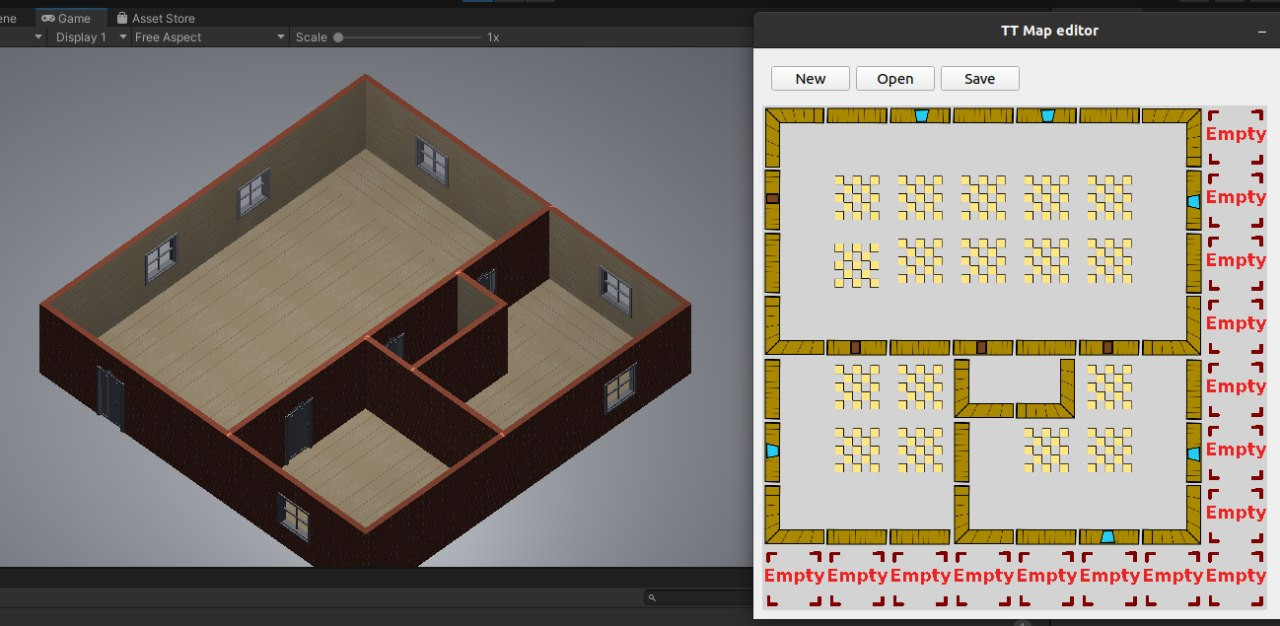 ene Game Asset Store
Display 1 Free Aspect Scale 1x
TT Map editor
New Open Save
Empty
Empty
Empty
Empty
Empty
Empty
Empty
Empty Empty Empty Empty Empty Empty Empty Empty